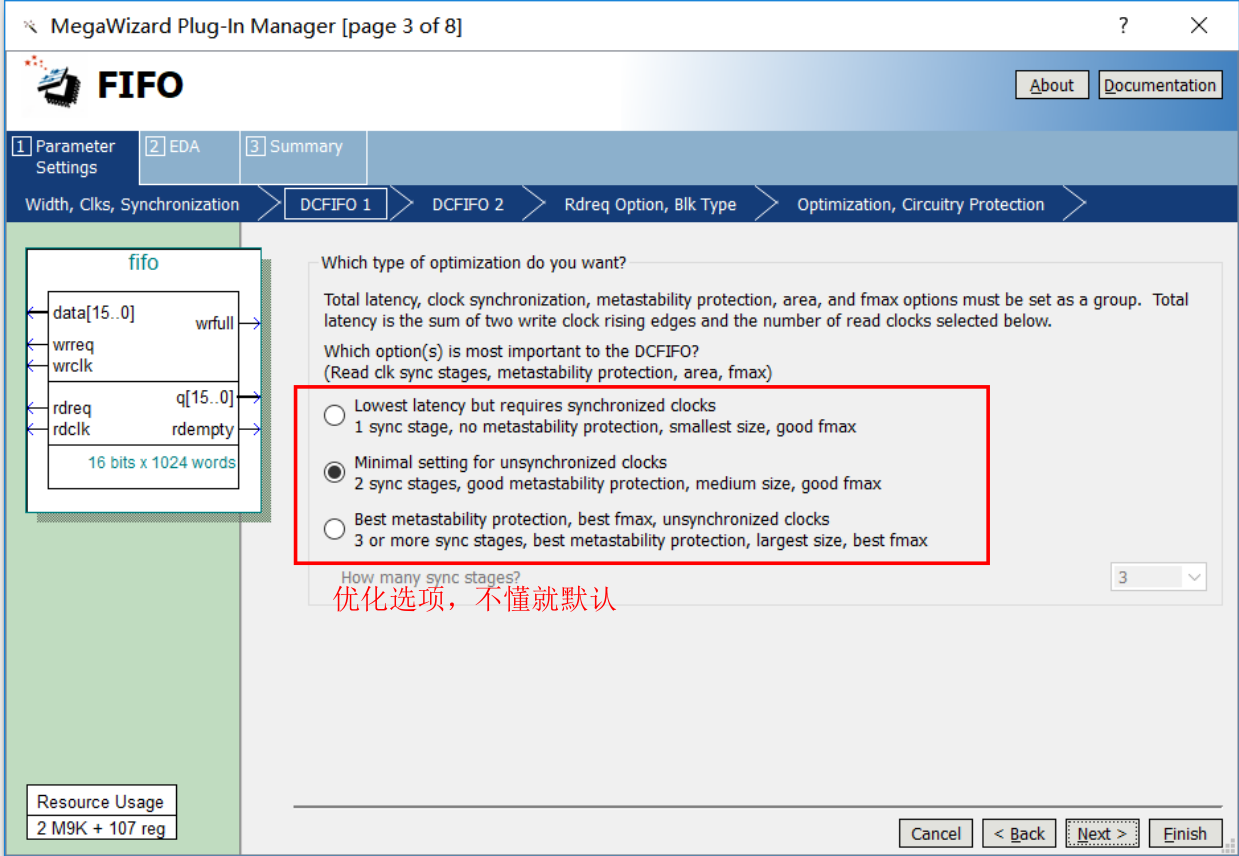 MegaWizard Plug-In Manager [page 3 of 8]
?
FIFO
About
Documentation
1 Parameter Settings
2 EDA
3 Summary
Width, Clks, Synchronization
DCFIFO 1
DCFIFO 2
Rdreq Option, Blk Type
Optimization, Circuitry Protection
fifo
data[15..0]
wrfull
wrreq
wrclk
q[15..0]
rdreq
rdclk
rdempty
16 bits x 1024 words
Which type of optimization do you want?
Total latency, clock synchronization, metastability protection, area, and fmax options must be set as a group.  Total
latency is the sum of two write clock rising edges and the number of read clocks selected below.
Which option(s) is most important to the DCFIFO?
(Read clk sync stages, metastability protection, area, fmax)
Lowest latency but requires synchronized clocks
1 sync stage, no metastability protection, smallest size, good fmax
Minimal setting for unsynchronized clocks
2 sync stages, good metastability protection, medium size, good fmax
Best metastability protection, best fmax, unsynchronized clocks
3 or more sync stages, best metastability protection, largest size, best fmax
How many sync stages?
3
优化选项，不懂就默认
Resource Usage
2 M9K + 107 reg
Cancel
< Back
Next >
Finish